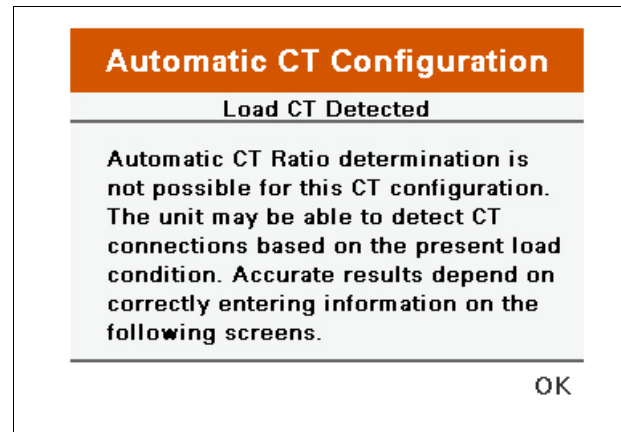 Automatic CT Configuration
Load CT Detected
Automatic CT Ratio determination is
not possible for this CT configuration.
The unit may be able to detect CT
connections based on the present load
condition. Accurate results depend on
correctly entering information on the
following screens.
OK